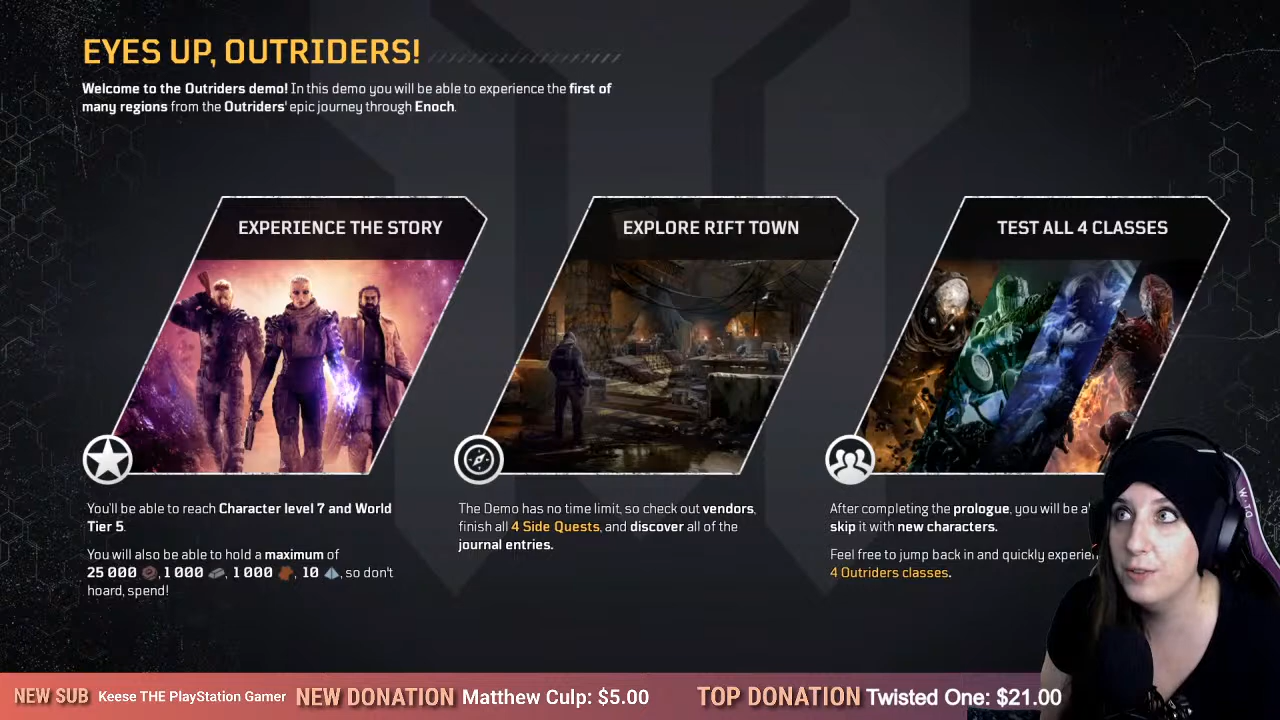 EYES UP, OUTRIDERS!
Welcome to the Outriders demo! In this demo you will be able to experience the first of
many regions from the Outriders' epic journey through Enoch.
EXPERIENCE THE STORY
You'll be able to reach Character level 7 and World
Tier 5.
You will also be able to hold a maximum of
25 000, 1 000, 1 000, 10, so don't
hoard, spend!
EXPLORE RIFT TOWN
The Demo has no time limit, so check out vendors,
finish all 4 Side Quests, and discover all of the
journal entries.
TEST ALL 4 CLASSES
After completing the prologue, you will be
skip it with new characters.
Feel free to jump back in and quickly
4 Outriders classes.
NEW SUB Keese THE PlayStation Gamer NEW DONATION Matthew Culp: $5.00 TOP DONATION Twisted One: $21.00